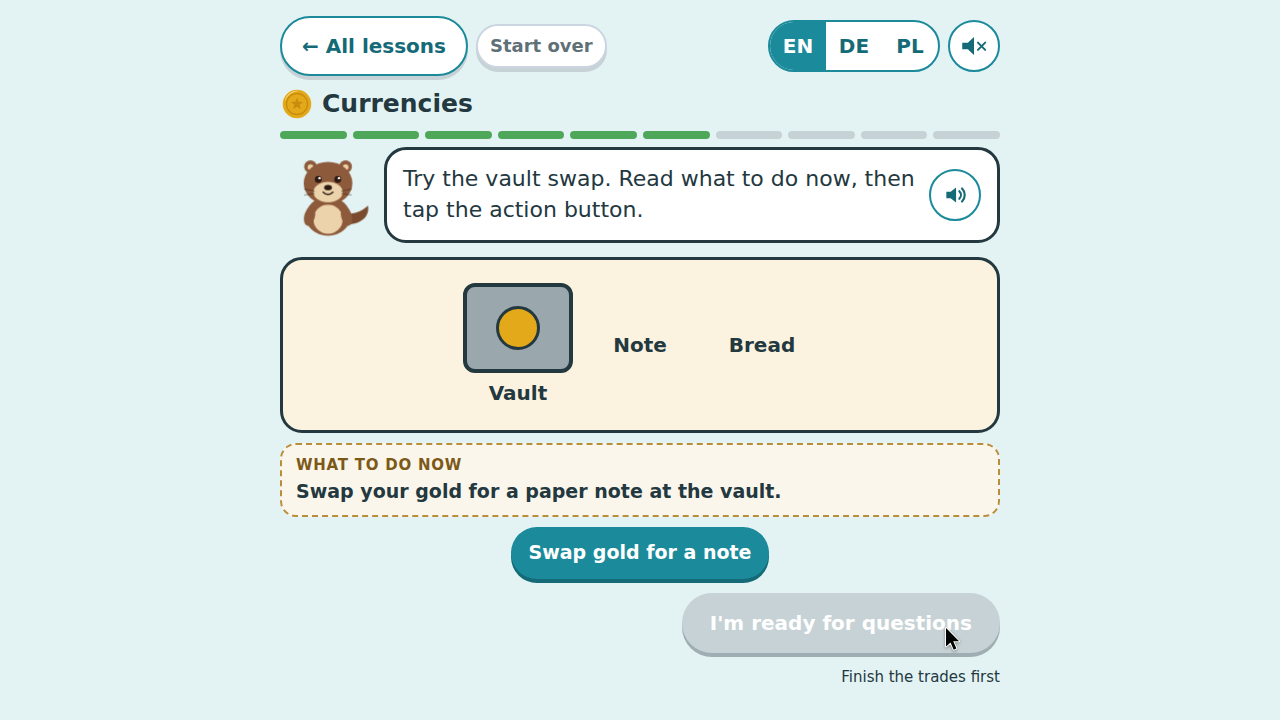 ← All lessons
Start over
EN
DE
PL
Currencies
Try the vault swap. Read what to do now, then
tap the action button.
Vault
Note
Bread
WHAT TO DO NOW
Swap your gold for a paper note at the vault.
Swap gold for a note
I'm ready for questions
Finish the trades first